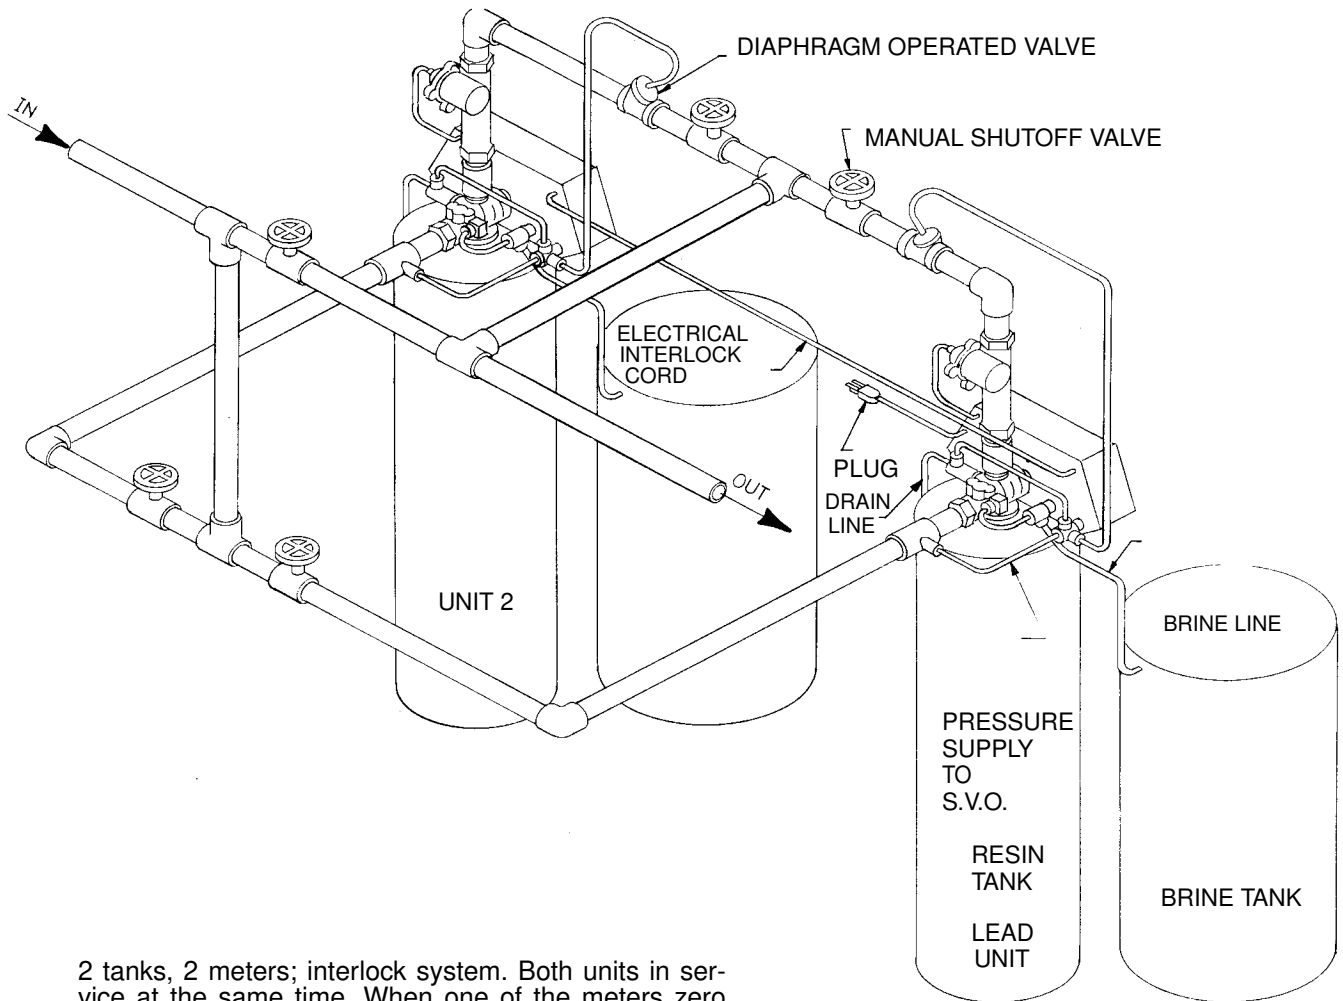 DIAPHRAGM OPERATED VALVE
IN
MANUAL SHUTOFF VALVE
ELECTRICAL
INTERLOCK
CORD
PLUG
OUT
DRAIN
LINE
UNIT 2
BRINE LINE
PRESSURE
SUPPLY
TO
S.V.O.
RESIN
TANK
BRINE TANK
LEAD
UNIT
2 tanks, 2 meters; interlock system. Both units in ser-
vice at the same time. When one of the meters zero